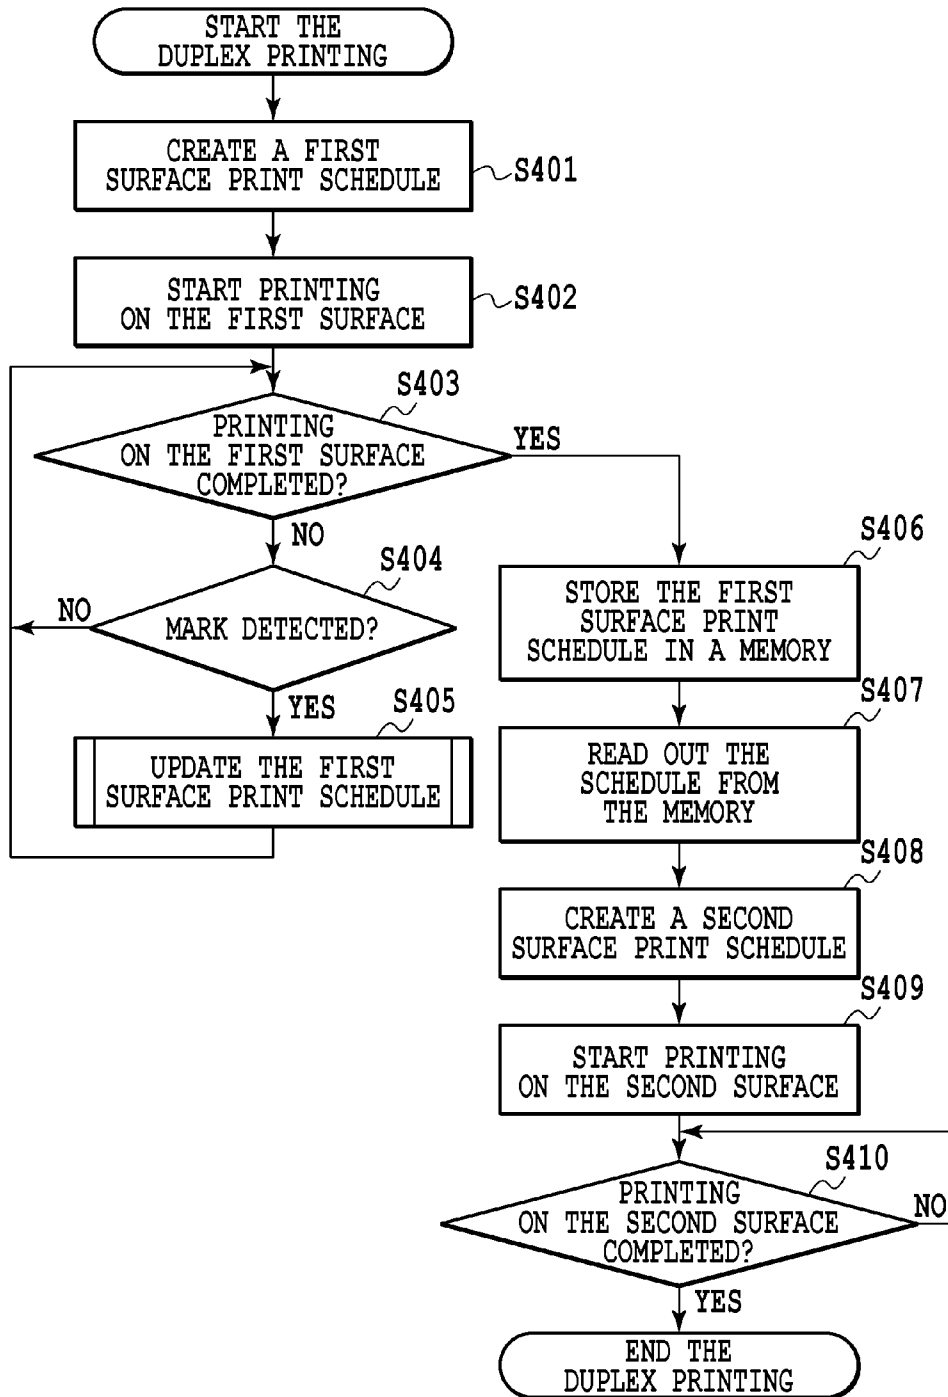 START THE
DUPLEX PRINTING
CREATE A FIRST
SURFACE PRINT SCHEDULE
S401
START PRINTING
ON THE FIRST SURFACE
S402
S403
PRINTING
ON THE FIRST SURFACE
COMPLETED?
YES
NO
S404
MARK DETECTED?
NO
YES
S405
UPDATE THE FIRST
SURFACE PRINT SCHEDULE
S406
STORE THE FIRST
SURFACE PRINT
SCHEDULE IN A MEMORY
S407
READ OUT THE
SCHEDULE FROM
THE MEMORY
S408
CREATE A SECOND
SURFACE PRINT SCHEDULE
S409
START PRINTING
ON THE SECOND SURFACE
S410
PRINTING
ON THE SECOND SURFACE
COMPLETED?
NO
YES
END THE
DUPLEX PRINTING